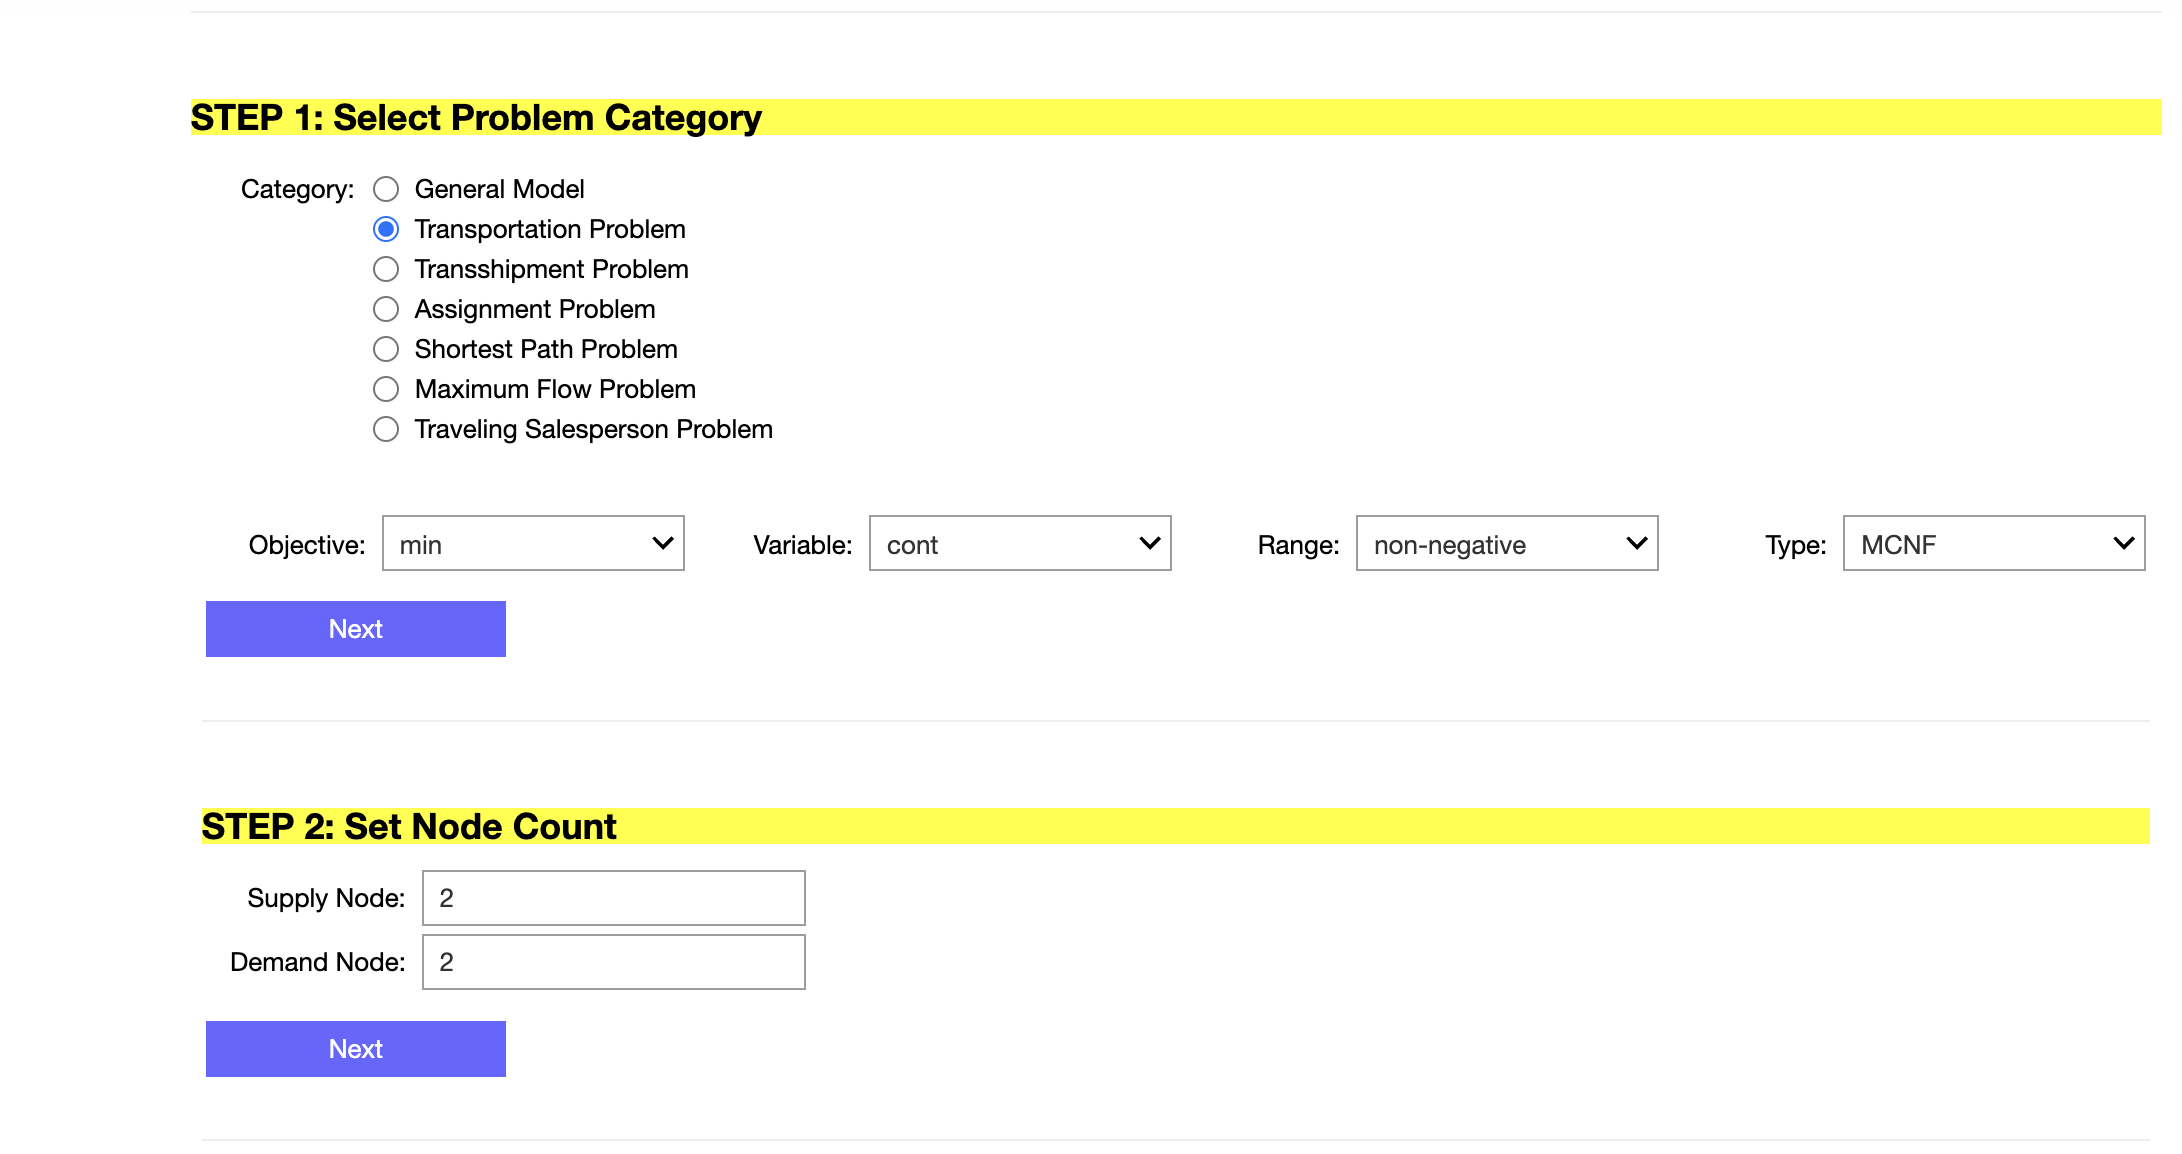 STEP 1: Select Problem Category
Category: General Model
Transportation Problem
Transshipment Problem
Assignment Problem
Shortest Path Problem
Maximum Flow Problem
Traveling Salesperson Problem
Objective: min Variable: cont Range: non-negative Type: MCNF
Next
STEP 2: Set Node Count
Supply Node: 2
Demand Node: 2
Next